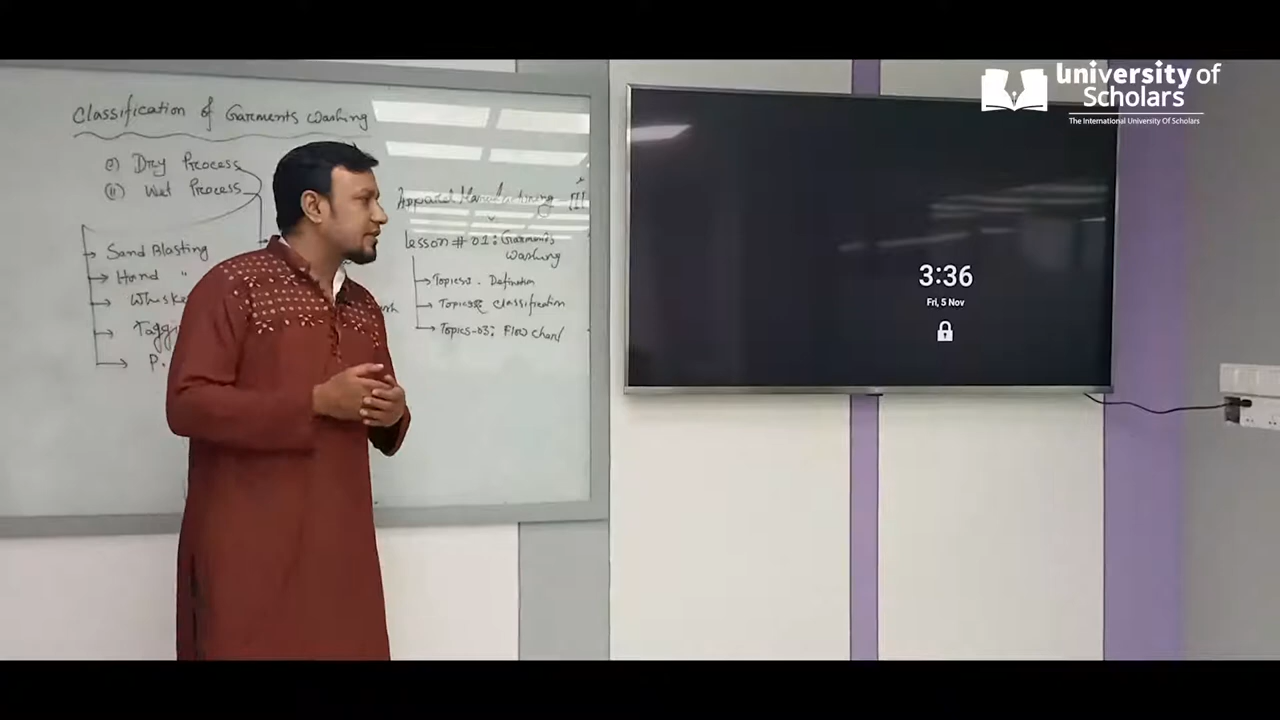 Classification of Garments Washing
(i) Dry Process
(ii) Wet Process
Sand Blasting
Hand "
Whiske
Taggi
P.
Apparel Manufacturing - III
Lesson # 01: Garments
Washing
Topics: Definition
Topics: Classification
Topics-03: Flow chart
3:36
Fri, 5 Nov
university of
Scholars
The International University Of Scholars